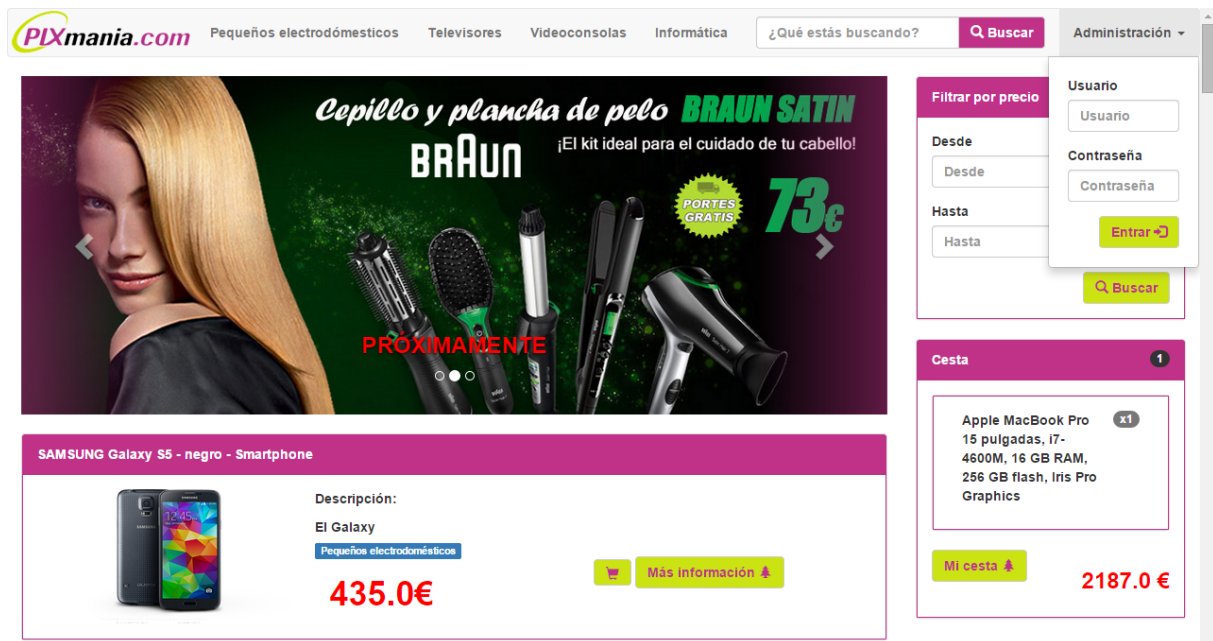 PIXmania.com
Pequeños electrodómesticos
Televisores
Videoconsolas
Informática
¿Qué estás buscando?
Buscar
Administración
Usuario
Usuario
Contraseña
Contraseña
Entrar
Cepillo y plancha de pelo BRAUN SATIN
BRAUN
¡El kit ideal para el cuidado de tu cabello!
PORTES
GRATIS
73€
PRÓXIMAMENTE
Filtrar por precio
Desde
Desde
Hasta
Hasta
Buscar
Cesta
1
Apple MacBook Pro x1
15 pulgadas, i7-
4600M, 16 GB RAM,
256 GB flash, Iris Pro
Graphics
Mi cesta
2187.0 €
SAMSUNG Galaxy S5 - negro - Smartphone
12:45
Descripción:
El Galaxy
Pequeños electrodomésticos
435.0€
Más información